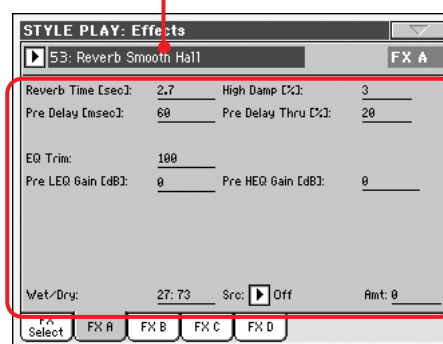 STYLE PLAY: Effects
53: Reverb Smooth Hall FX A
Reverb Time [sec]: 2.7 High Damp [%]: 3
Pre Delay [msec]: 60 Pre Delay Thru [%]: 20
EQ Trim: 100
Pre LEQ Gain [dB]: 0 Pre HEQ Gain [dB]: 0
Wet/Dry: 27:73 Src: Off Amt: 0
FX Select FX A FX B FX C FX D